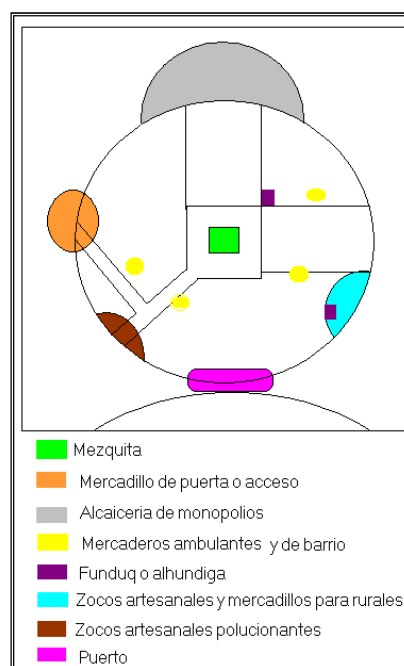 Mezquita
Mercadillo de puerta o acceso
Alcaiceria de monopolios
Mercaderos ambulantes y de barrio
Funduq o alhundiga
Zocos artesanales y mercadillos para rurales
Zocos artesanales polucionantes
Puerto